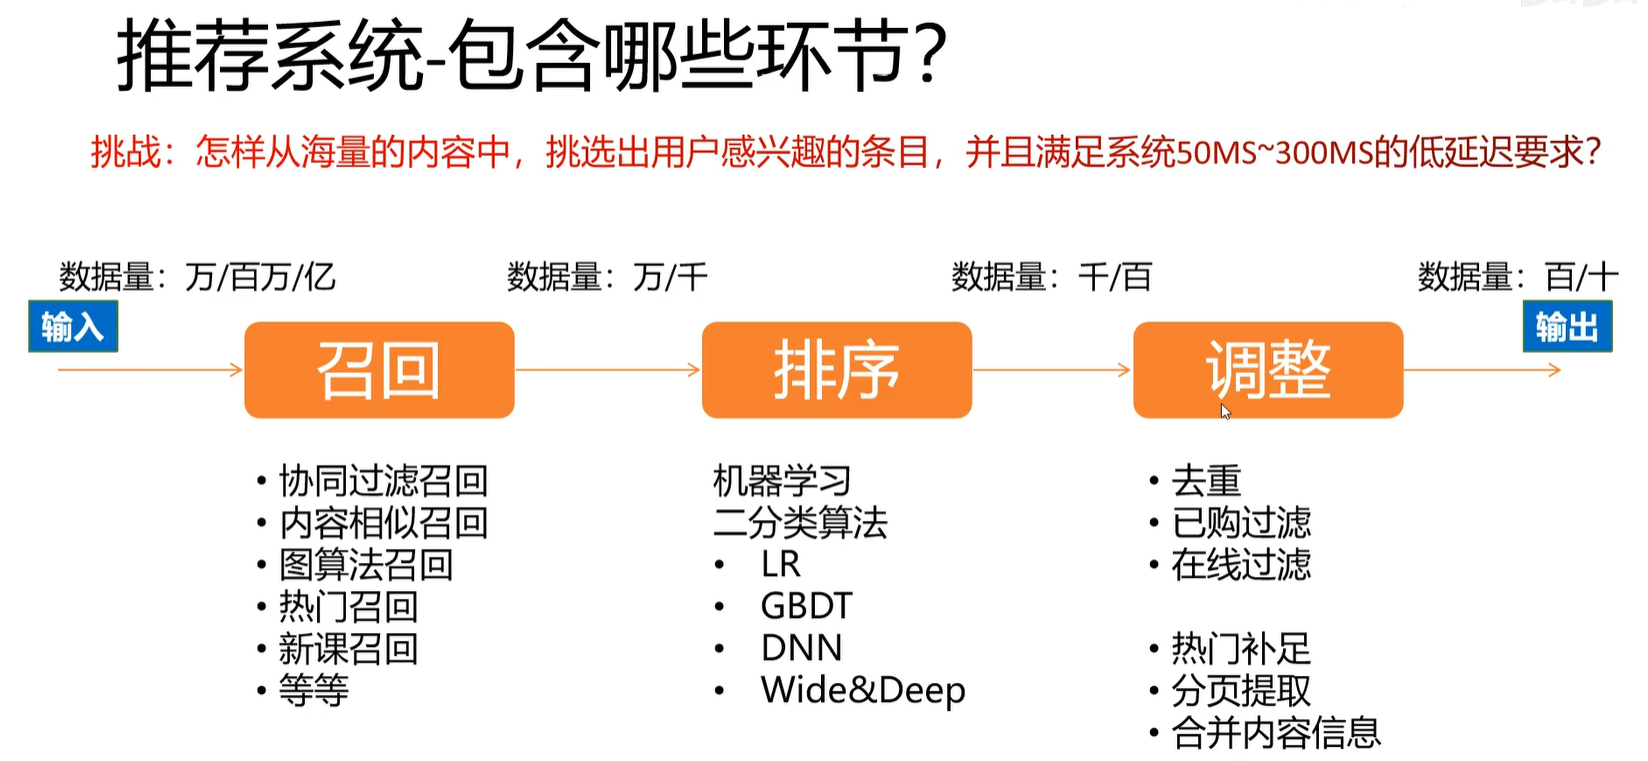 推荐系统-包含哪些环节？
挑战：怎样从海量的内容中，挑选出用户感兴趣的条目，并且满足系统50MS~300MS的低延迟要求？
数据量：万/百万/亿
数据量：万/千
数据量：千/百
数据量：百/十
输入
召回
排序
调整
输出
• 协同过滤召回
• 内容相似召回
• 图算法召回
• 热门召回
• 新课召回
• 等等
机器学习
二分类算法
• LR
• GBDT
• DNN
• Wide&Deep
• 去重
• 已购过滤
• 在线过滤
• 热门补足
• 分页提取
• 合并内容信息